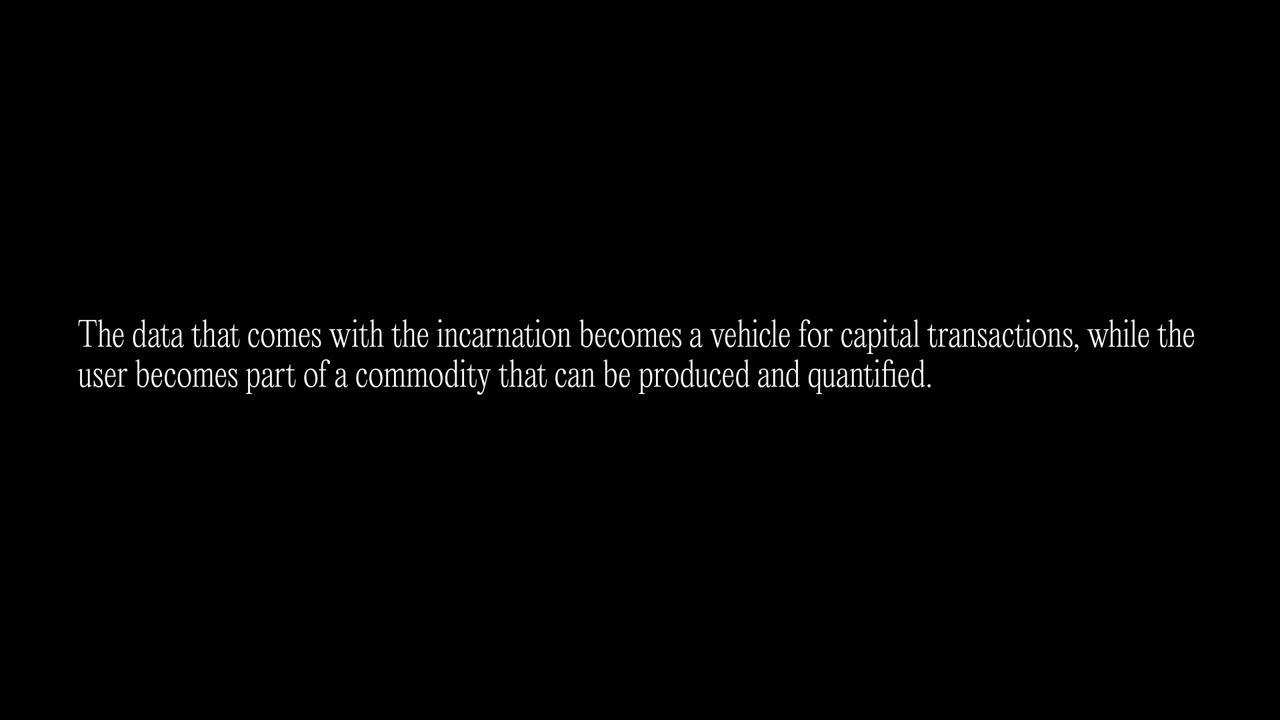 The data that comes with the incarnation becomes a vehicle for capital transactions, while the
user becomes part of a commodity that can be produced and quantified.